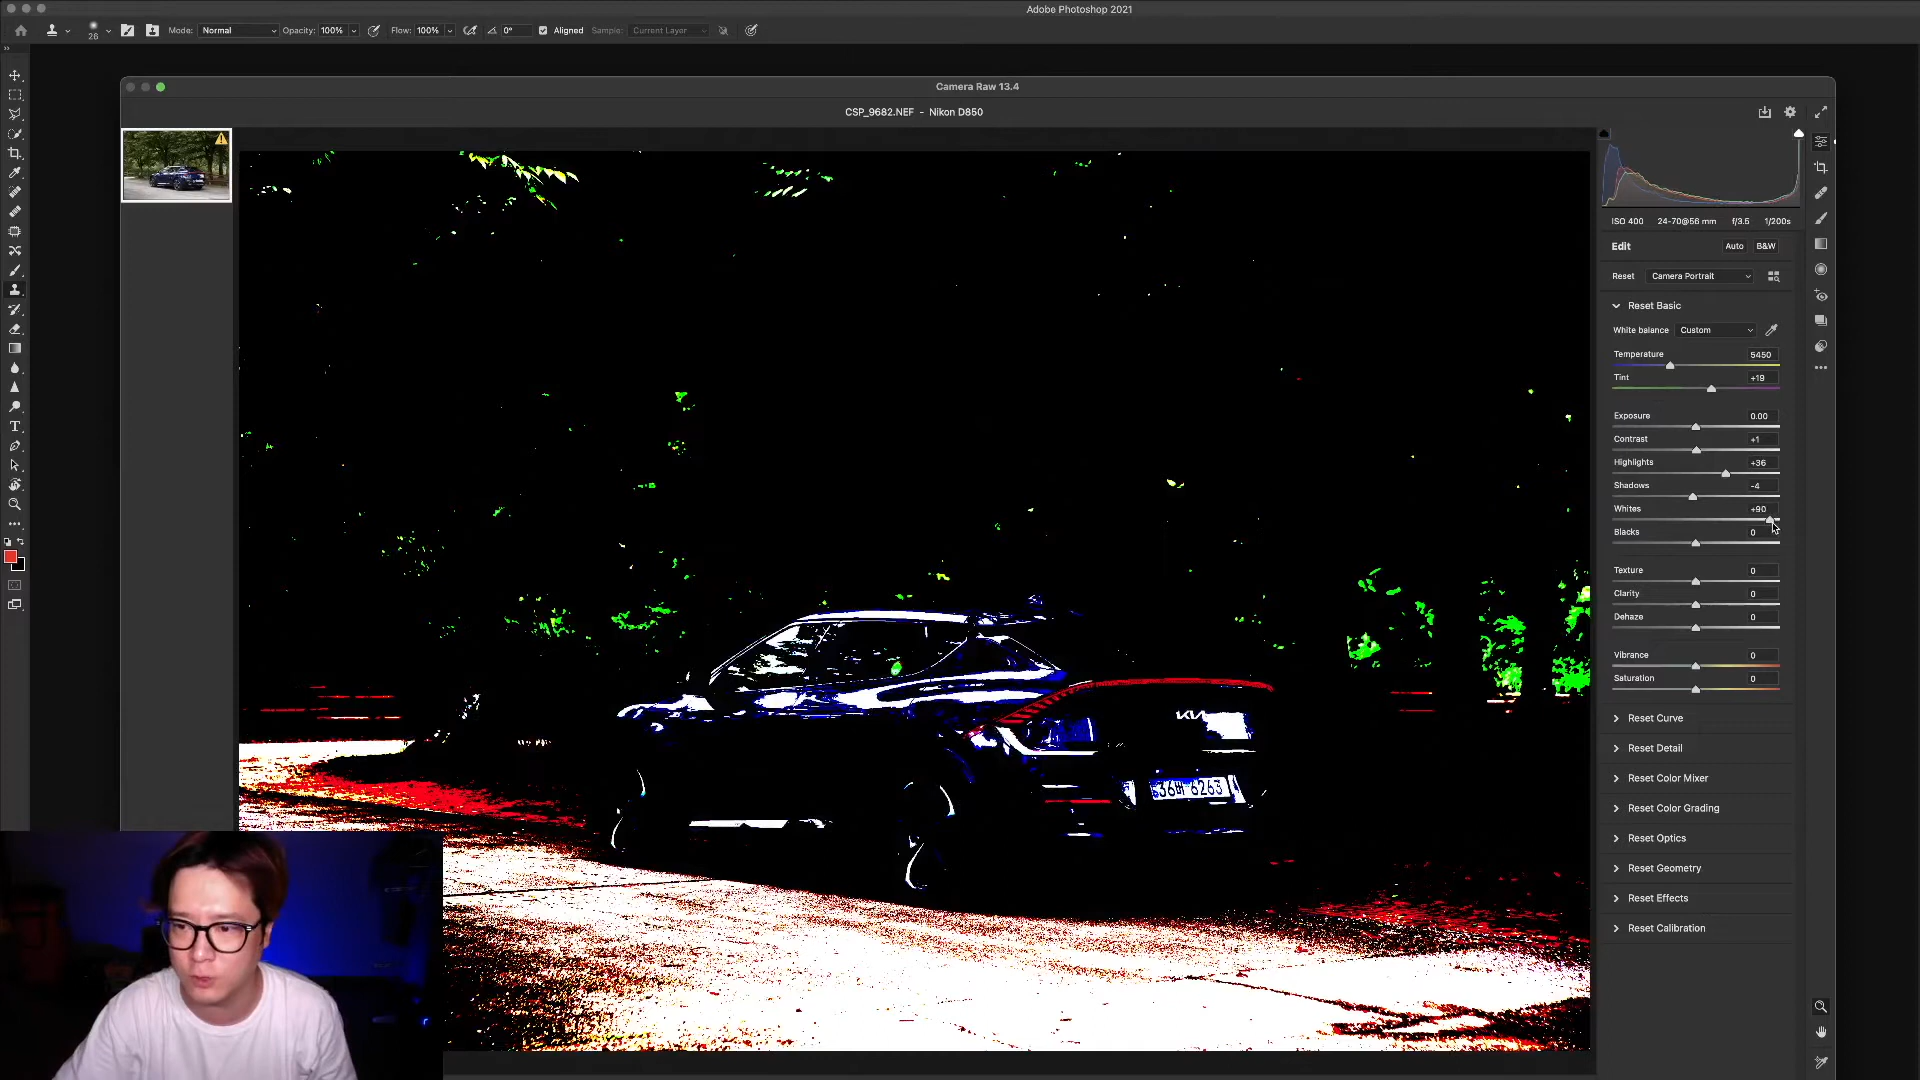 Adobe Photoshop 2021
26
Mode: Normal
Opacity: 100%
Flow: 100%
0°
Aligned
Sample: Current Layer
Camera Raw 13.4
CSP_9682.NEF - Nikon D850
ISO 400 24-70@56 mm f/3.5 1/200s
Edit Auto B&W
Reset Camera Portrait
Reset Basic
White balance Custom
Temperature 5450
Tint +19
Exposure 0.00
Contrast +1
Highlights +36
Shadows -4
Whites +90
Blacks 0
Texture 0
Clarity 0
Dehaze 0
Vibrance 0
Saturation 0
Reset Curve
Reset Detail
Reset Color Mixer
Reset Color Grading
Reset Optics
Reset Geometry
Reset Effects
Reset Calibration
KIA
6263